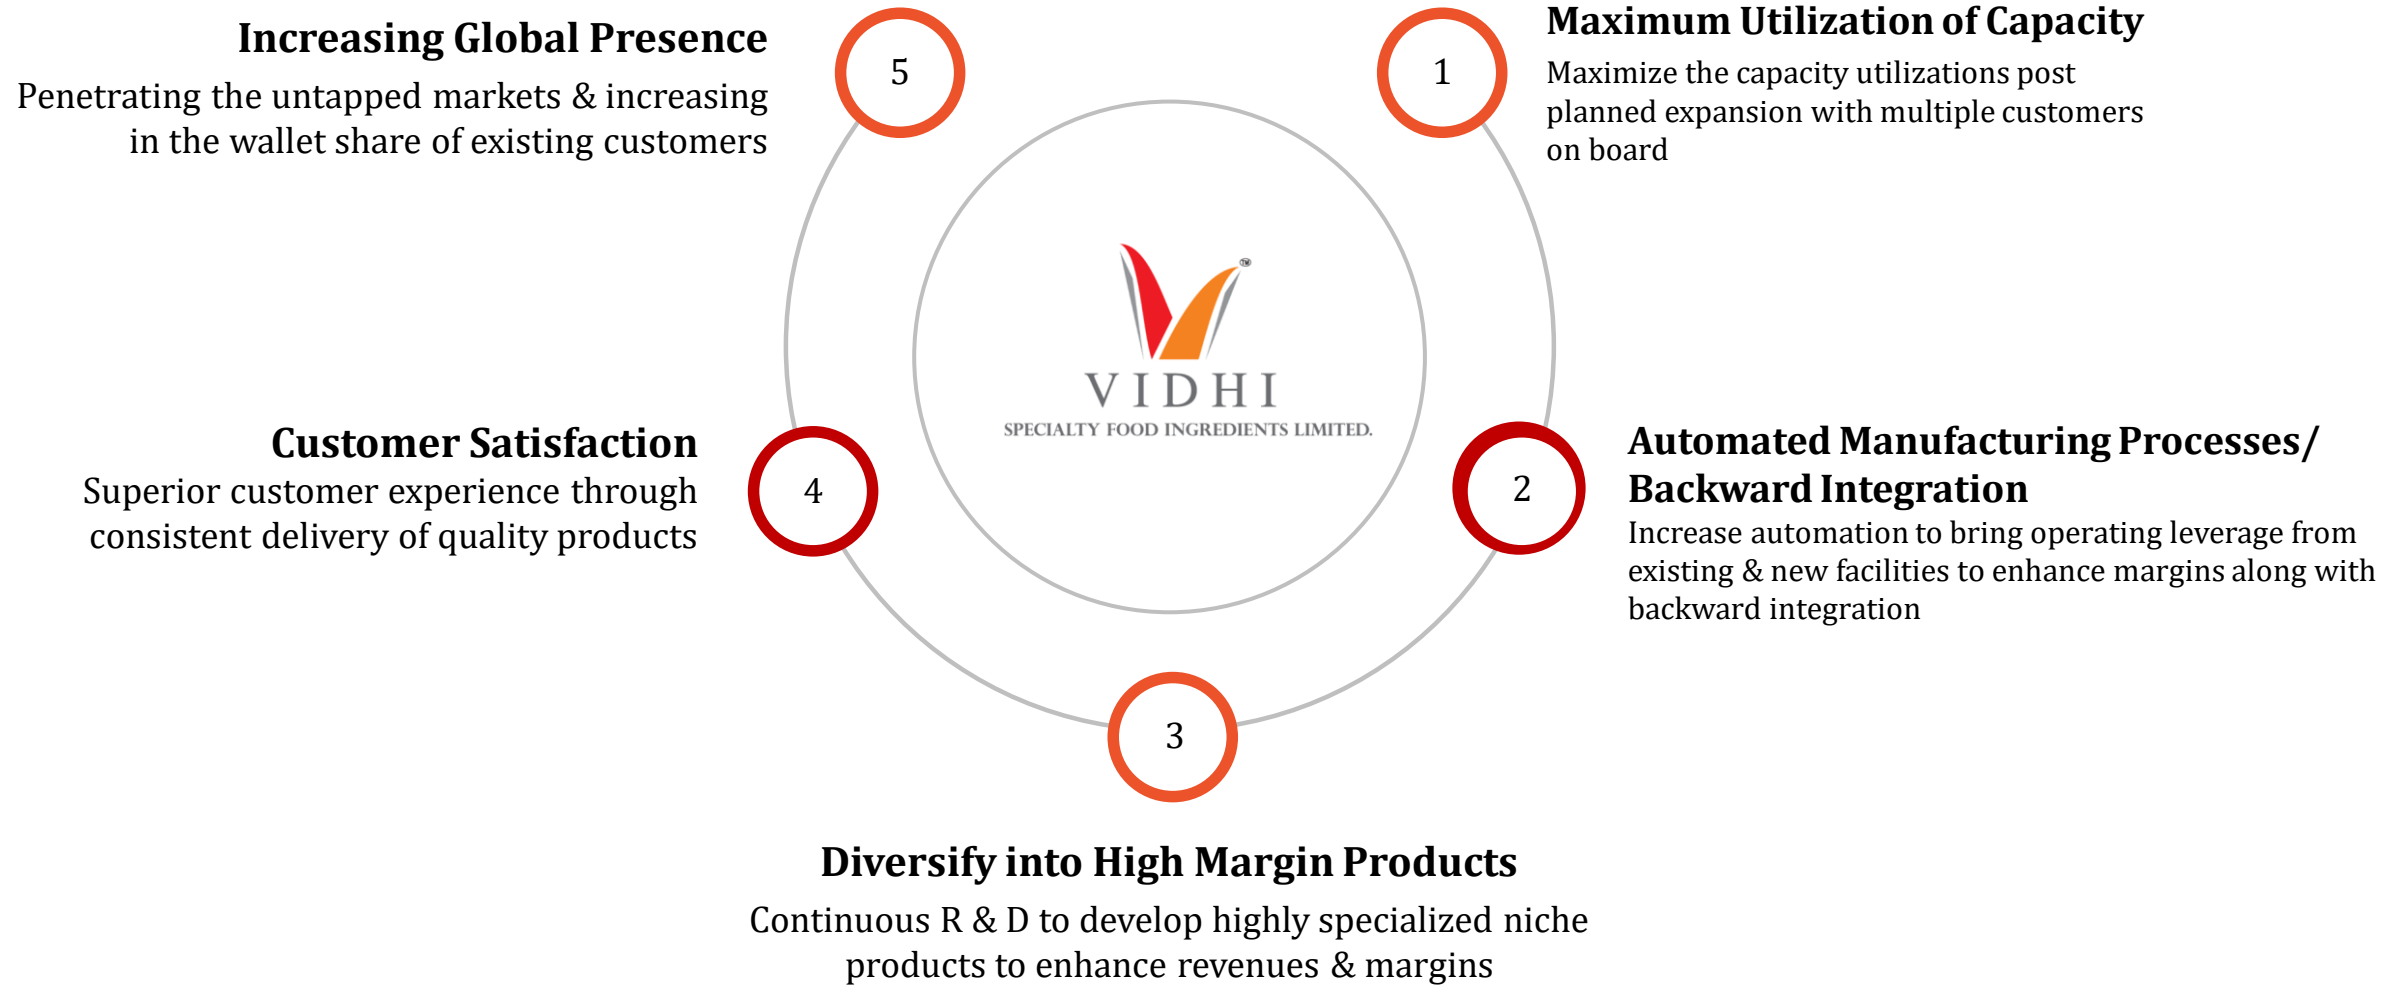 Increasing Global Presence
Penetrating the untapped markets & increasing
in the wallet share of existing customers
5
1
Maximum Utilization of Capacity
Maximize the capacity utilizations post
planned expansion with multiple customers
on board
TM
VIDHI
SPECIALTY FOOD INGREDIENTS LIMITED.
Customer Satisfaction
Superior customer experience through
consistent delivery of quality products
4
2
Automated Manufacturing Processes/
Backward Integration
Increase automation to bring operating leverage from
existing & new facilities to enhance margins along with
backward integration
3
Diversify into High Margin Products
Continuous R & D to develop highly specialized niche
products to enhance revenues & margins